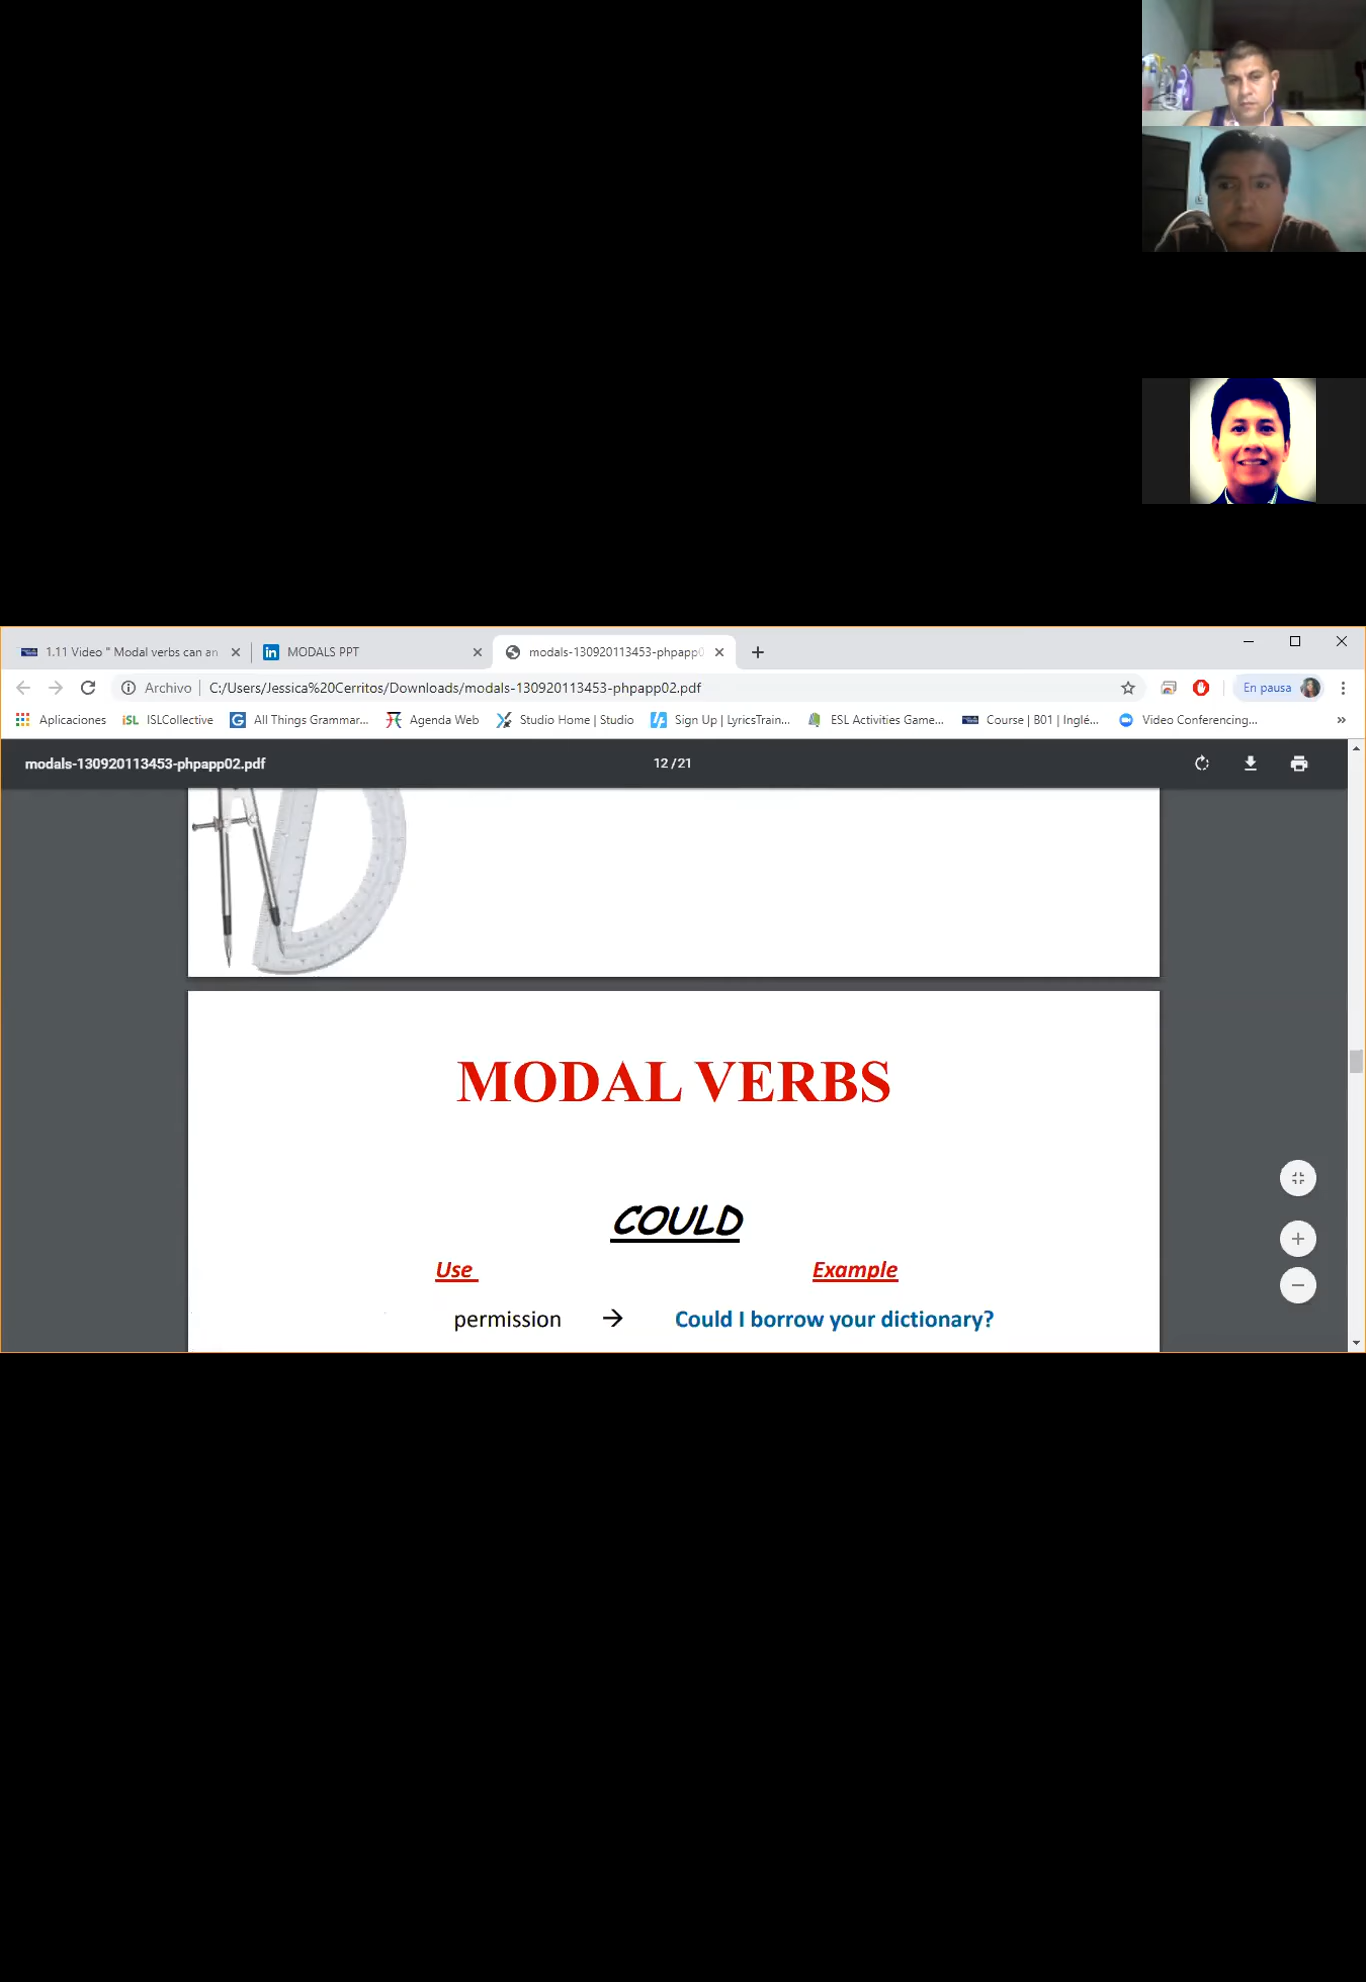 1.11 Video " Modal verbs can an
MODALS PPT
modals-130920113453-phpapp0
Archivo
C:/Users/Jessica%20Cerritos/Downloads/modals-130920113453-phpapp02.pdf
En pausa
Aplicaciones
iSL ISLCollective
G All Things Grammar...
Agenda Web
Studio Home | Studio
Sign Up | LyricsTrain...
ESL Activities Game...
Course | B01 | Inglé...
Video Conferencing...
modals-130920113453-phpapp02.pdf
12 / 21
MODAL VERBS
COULD
Use Example
permission → Could I borrow your dictionary?